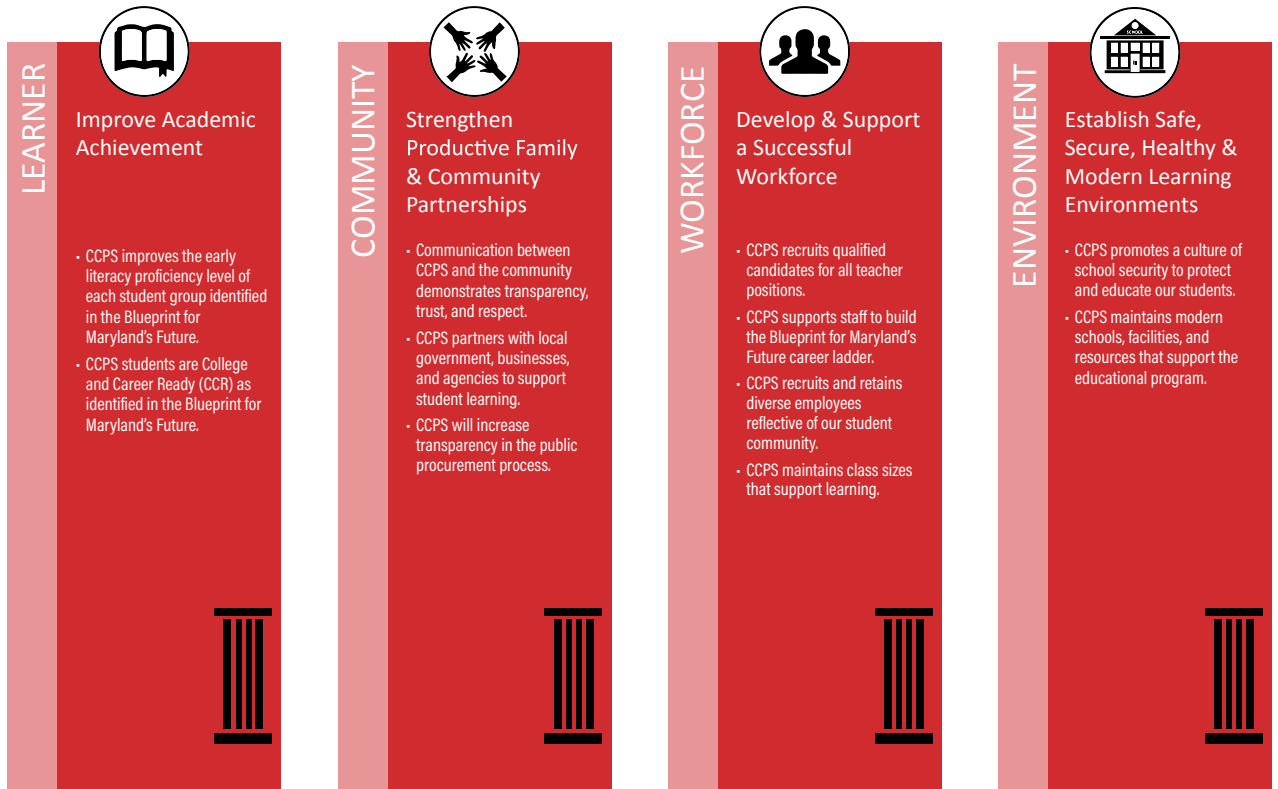 LEARNER
Improve Academic
Achievement
· CCPS improves the early
literacy proficiency level of
each student group identified
in the Blueprint for
Maryland's Future.
· CCPS students are College
and Career Ready (CCR) as
identified in the Blueprint for
Maryland's Future.
COMMUNITY
Strengthen
Productive Family
& Community
Partnerships
· Communication between
CCPS and the community
demonstrates transparency,
trust, and respect.
· CCPS partners with local
government, businesses,
and agencies to support
student learning.
· CCPS will increase
transparency in the public
procurement process.
WORKFORCE
Develop & Support
a Successful
Workforce
· CCPS recruits qualified
candidates for all teacher
positions.
· CCPS supports staff to build
the Blueprint for Maryland's
Future career ladder.
· CCPS recruits and retains
diverse employees
reflective of our student
community.
· CCPS maintains class sizes
that support learning.
SCHOOL
ENVIRONMENT
Establish Safe,
Secure, Healthy &
Modern Learning
Environments
· CCPS promotes a culture of
school security to protect
and educate our students.
· CCPS maintains modern
schools, facilities, and
resources that support the
educational program.